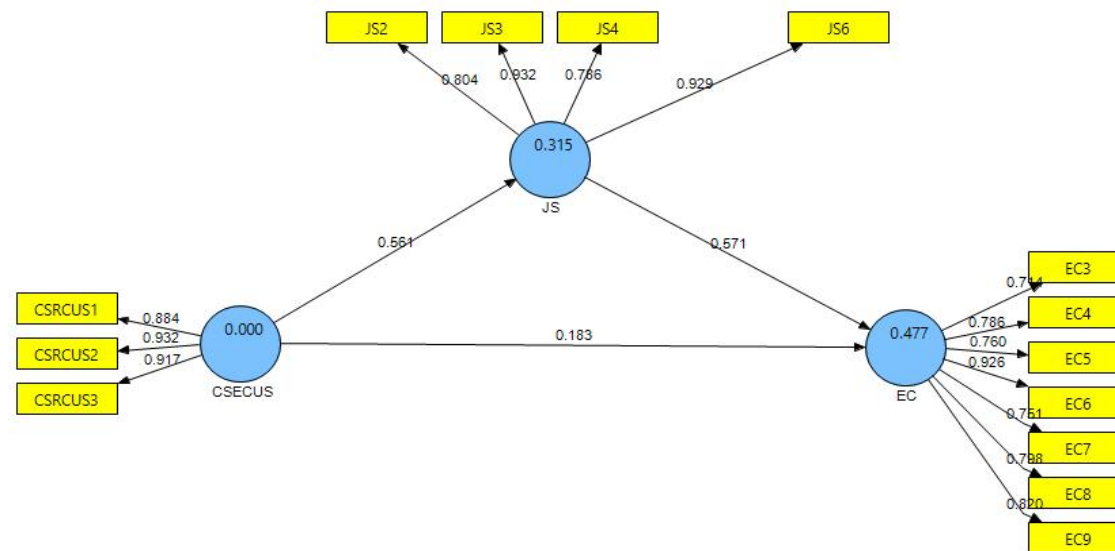 JS2
JS3
JS4
JS6
0.804
0.932
0.786
0.929
0.315
JS
0.561
0.571
CSRCUS1
CSRCUS2
CSRCUS3
0.884
0.932
0.917
0.000
CSECUS
0.183
0.477
EC
0.714
0.786
0.760
0.926
0.751
0.798
0.820
EC3
EC4
EC5
EC6
EC7
EC8
EC9